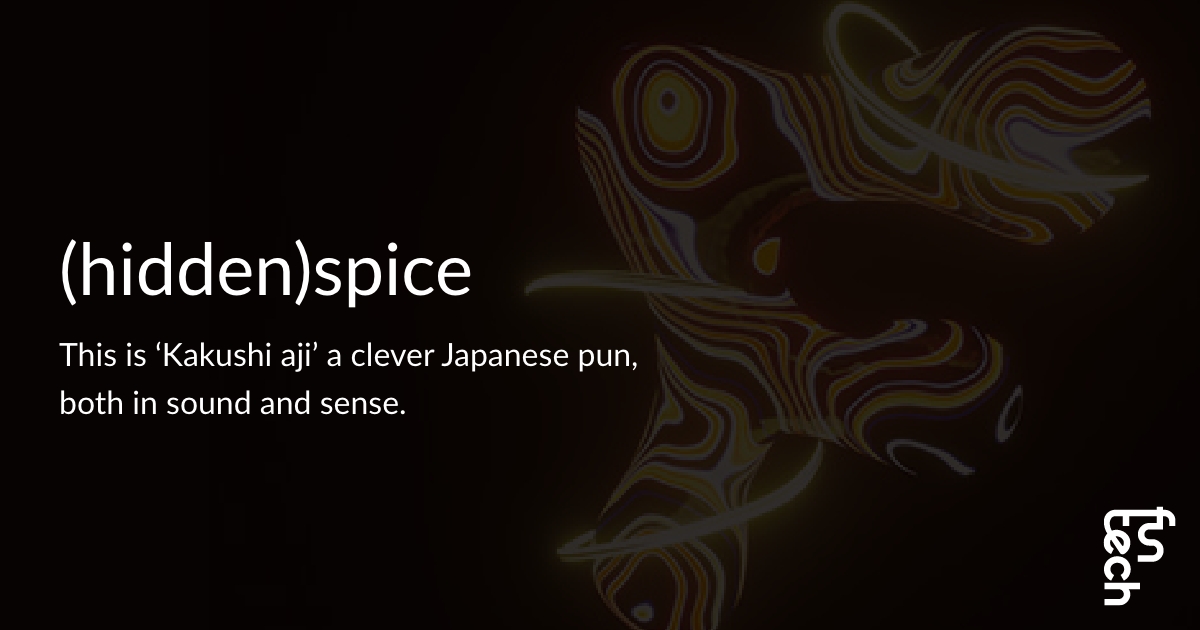 (hidden)spice
This is ‘Kakushi aji’ a clever Japanese pun,
both in sound and sense.
fs
tech